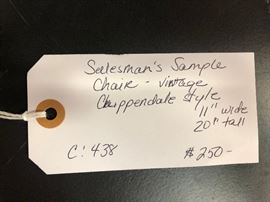 Salesman's Sample
Chair - vintage
Chippendale style
11" wide
20" tall
C: 438 $250-